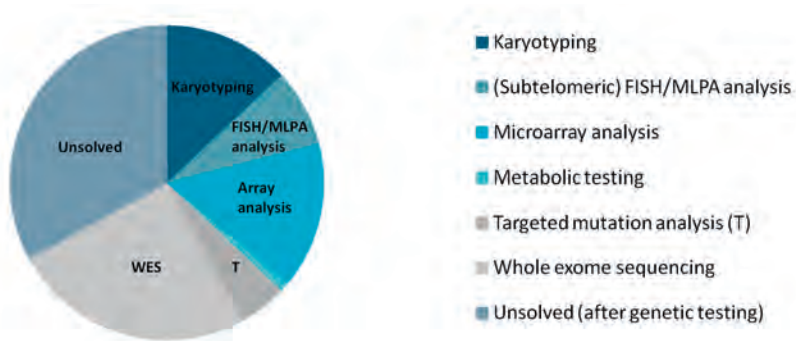 Karyotyping
FISH/MLPA
analysis
Array
analysis
T
WES
Unsolved
Karyotyping
(Subtelomeric) FISH/MLPA analysis
Microarray analysis
Metabolic testing
Targeted mutation analysis (T)
Whole exome sequencing
Unsolved (after genetic testing)